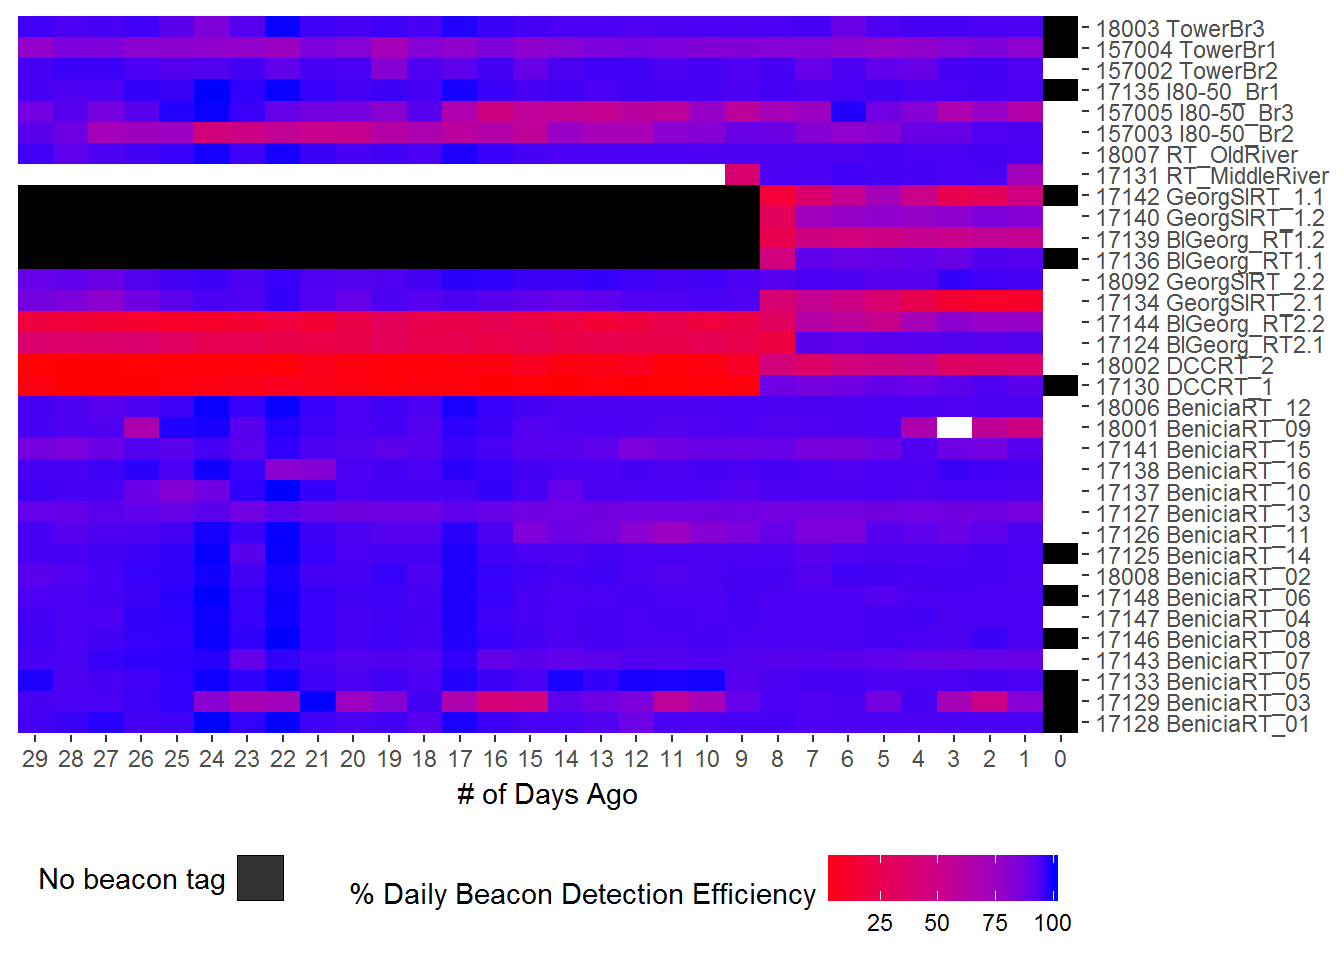 18003 TowerBr3
157004 TowerBr1
157002 TowerBr2
17135 I80-50_Br1
157005 I80-50_Br3
157003 I80-50_Br2
18007 RT_OldRiver
17131 RT_MiddleRiver
17142 GeorgSlRT_1.1
17140 GeorgSlRT_1.2
17139 BlGeorg_RT1.2
17136 BlGeorg_RT1.1
18092 GeorgSlRT_2.2
17134 GeorgSlRT_2.1
17144 BlGeorg_RT2.2
17124 BlGeorg_RT2.1
18002 DCCRT_2
17130 DCCRT_1
18006 BeniciaRT_12
18001 BeniciaRT_09
17141 BeniciaRT_15
17138 BeniciaRT_16
17137 BeniciaRT_10
17127 BeniciaRT_13
17126 BeniciaRT_11
17125 BeniciaRT_14
18008 BeniciaRT_02
17148 BeniciaRT_06
17147 BeniciaRT_04
17146 BeniciaRT_08
17143 BeniciaRT_07
17133 BeniciaRT_05
17129 BeniciaRT_03
17128 BeniciaRT_01
29 28 27 26 25 24 23 22 21 20 19 18 17 16 15 14 13 12 11 10 9 8 7 6 5 4 3 2 1 0
# of Days Ago
No beacon tag
% Daily Beacon Detection Efficiency
25 50 75 100